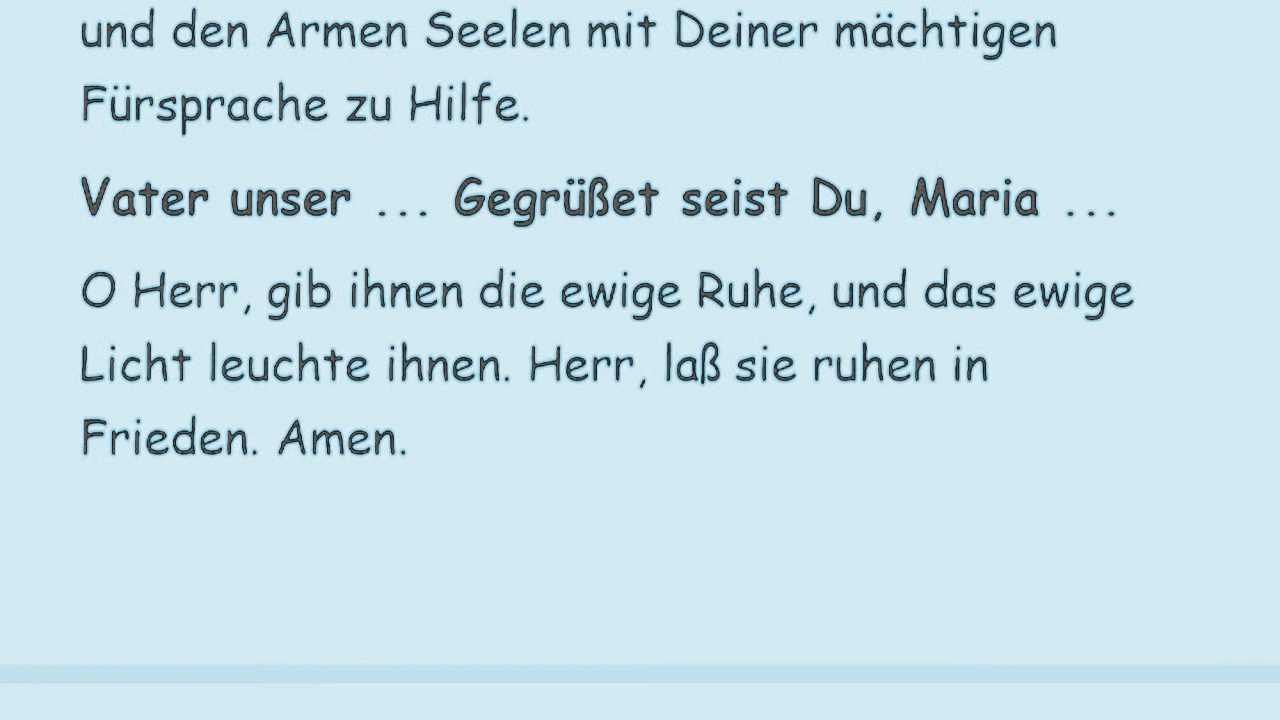 und den Armen Seelen mit Deiner mächtigen
Fürsprache zu Hilfe.
Vater unser ... Gegrüßet seist Du, Maria ...
O Herr, gib ihnen die ewige Ruhe, und das ewige
Licht leuchte ihnen. Herr, laß sie ruhen in
Frieden. Amen.